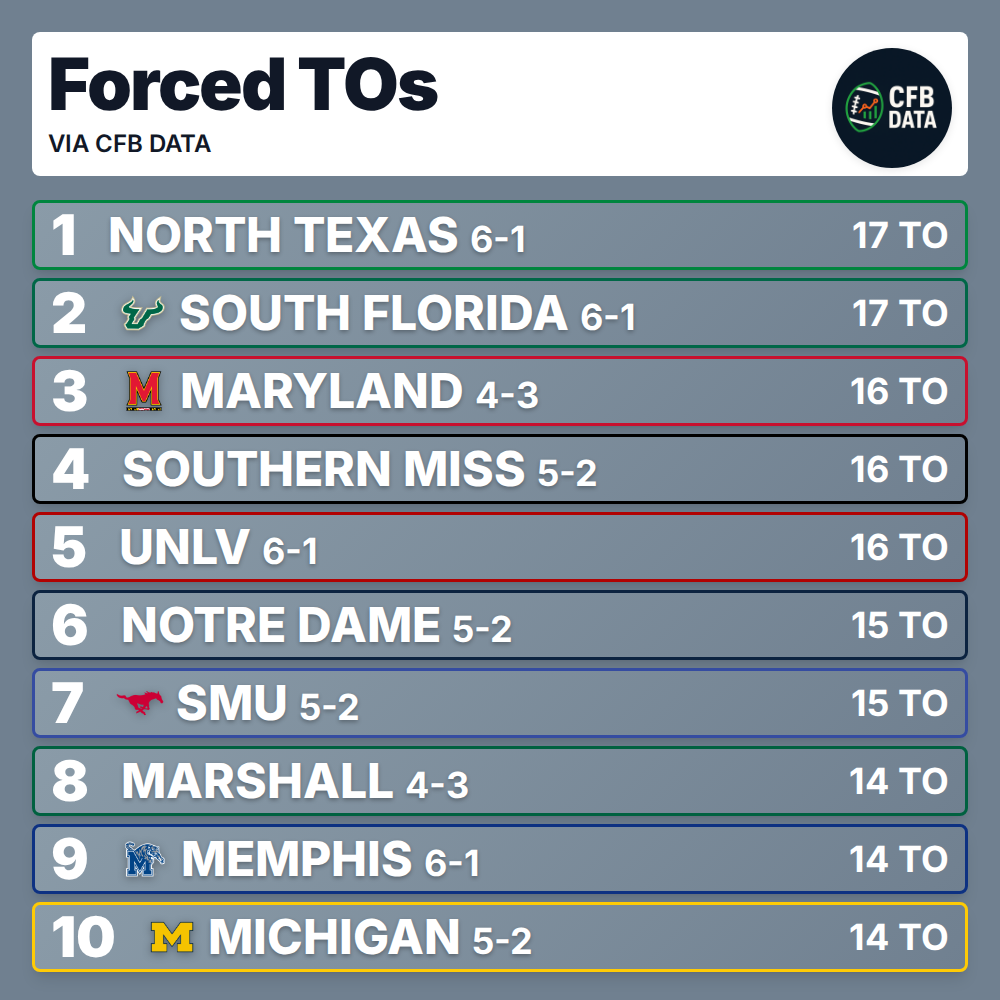 Forced TOs
VIA CFB DATA
CFB
DATA
1 NORTH TEXAS 6-1 17 TO
2 SOUTH FLORIDA 6-1 17 TO
3 M MARYLAND 4-3 16 TO
4 SOUTHERN MISS 5-2 16 TO
5 UNLV 6-1 16 TO
6 NOTRE DAME 5-2 15 TO
7 SMU 5-2 15 TO
8 MARSHALL 4-3 14 TO
9 M MEMPHIS 6-1 14 TO
10 M MICHIGAN 5-2 14 TO